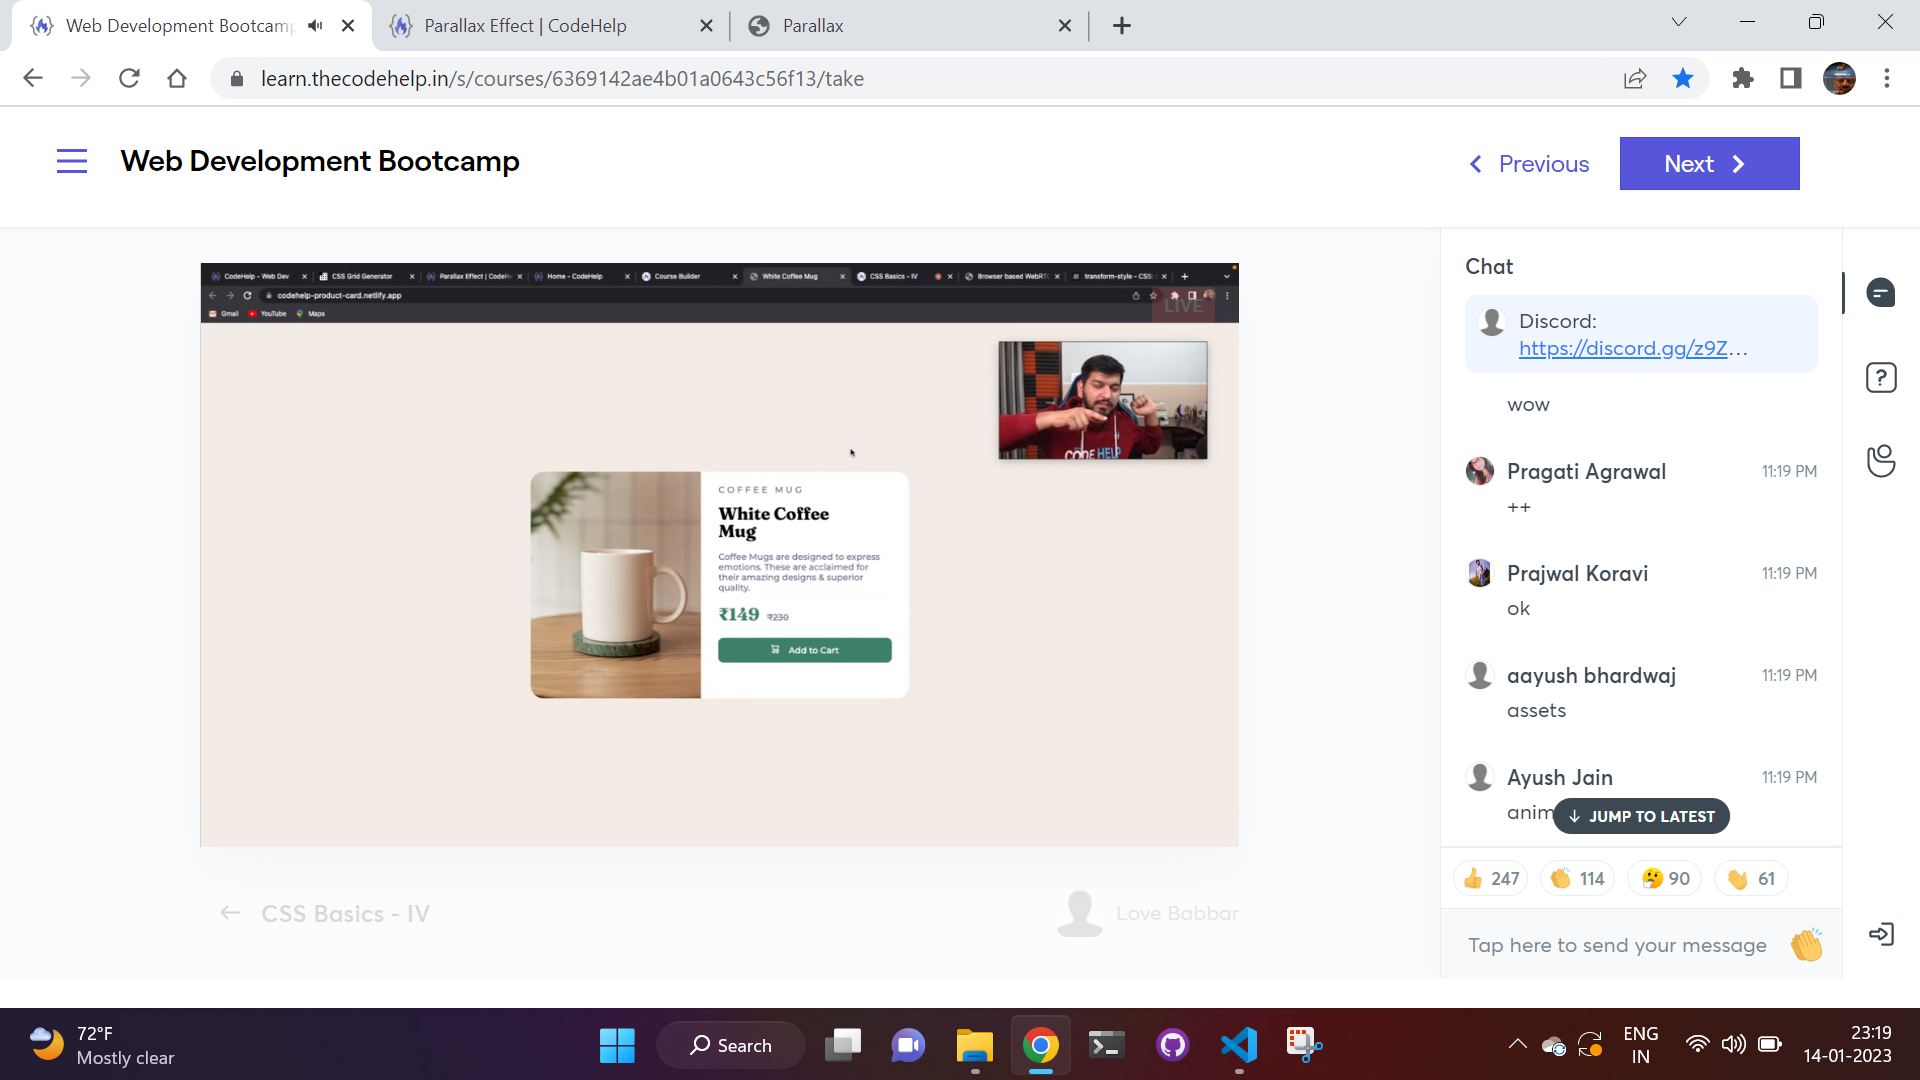 Web Development Bootcamp
Parallax Effect | CodeHelp
Parallax
learn.thecodehelp.in/s/courses/6369142ae4b01a0643c56f13/take
Web Development Bootcamp
Previous
Next
CodeHelp - Web Dev
CSS Grid Generator
Parallax Effect | CodeH
Home - CodeHelp
Course Builder
White Coffee Mug
CSS Basics - IV
Browser based WebRT
transform-style - CSS:
codehelp-product-card.netlify.app
Gmail
YouTube
Maps
LIVE
CODE HELP
COFFEE MUG
White Coffee
Mug
Coffee Mugs are designed to express
emotions. These are acclaimed for
their amazing designs & superior
quality.
₹149 ₹230
Add to Cart
CSS Basics - IV
Love Babbar
Chat
Discord:
https://discord.gg/z9Z...
wow
Pragati Agrawal 11:19 PM
++
Prajwal Koravi 11:19 PM
ok
aayush bhardwaj 11:19 PM
assets
Ayush Jain 11:19 PM
anim
JUMP TO LATEST
247 114 90 61
Tap here to send your message
72°F
Mostly clear
Search
ENG
IN
23:19
14-01-2023